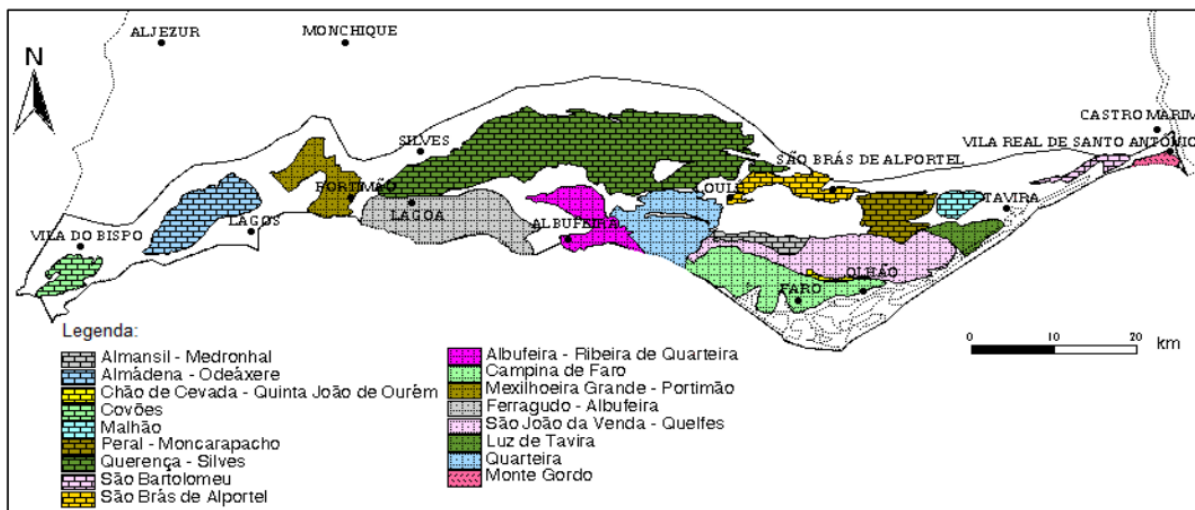 ALJEZUR
MONCHIQUE
N
CASTRO MARIM
SILVES
VILA REAL DE SANTO ANTÓNIO
SÃO BRÁS DE ALPORTEL
PORTIMÃO
LOULÉ
LAGOA
TAVIRA
LAGOS
ALBUFEIRA
VILA DO BISPO
OLHÃO
FARO
Legenda:
0 10 20 km
Almansil - Medronhal
Almádena - Odeáxere
Chão de Cevada - Quinta João de Ourém
Covões
Malhão
Peral - Moncarapacho
Querença - Silves
São Bartolomeu
São Brás de Alportel
Albufeira - Ribeira de Quarteira
Campina de Faro
Mexilhoeira Grande - Portimão
Ferragudo - Albufeira
São João da Venda - Quelfes
Luz de Tavira
Quarteira
Monte Gordo